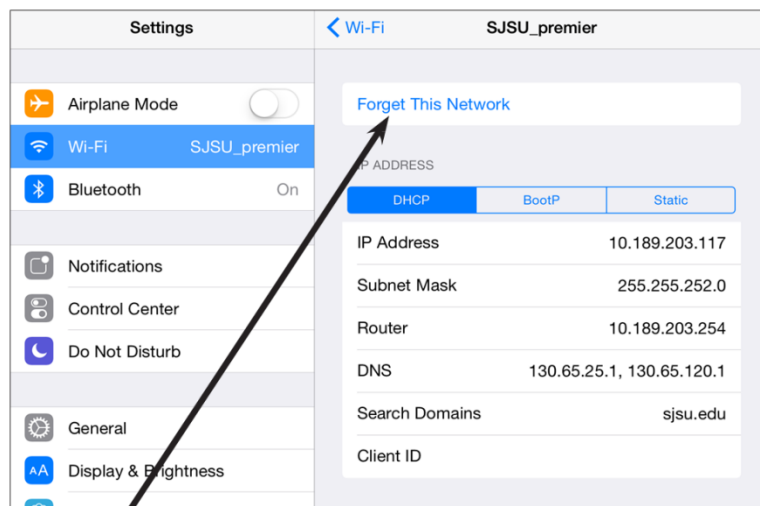 Settings
Airplane Mode
Wi-Fi SJSU_premier
Bluetooth On
Notifications
Control Center
Do Not Disturb
General
AA Display & Brightness
Wi-Fi SJSU_premier
Forget This Network
IP ADDRESS
DHCP BootP Static
IP Address 10.189.203.117
Subnet Mask 255.255.252.0
Router 10.189.203.254
DNS 130.65.25.1, 130.65.120.1
Search Domains sjsu.edu
Client ID